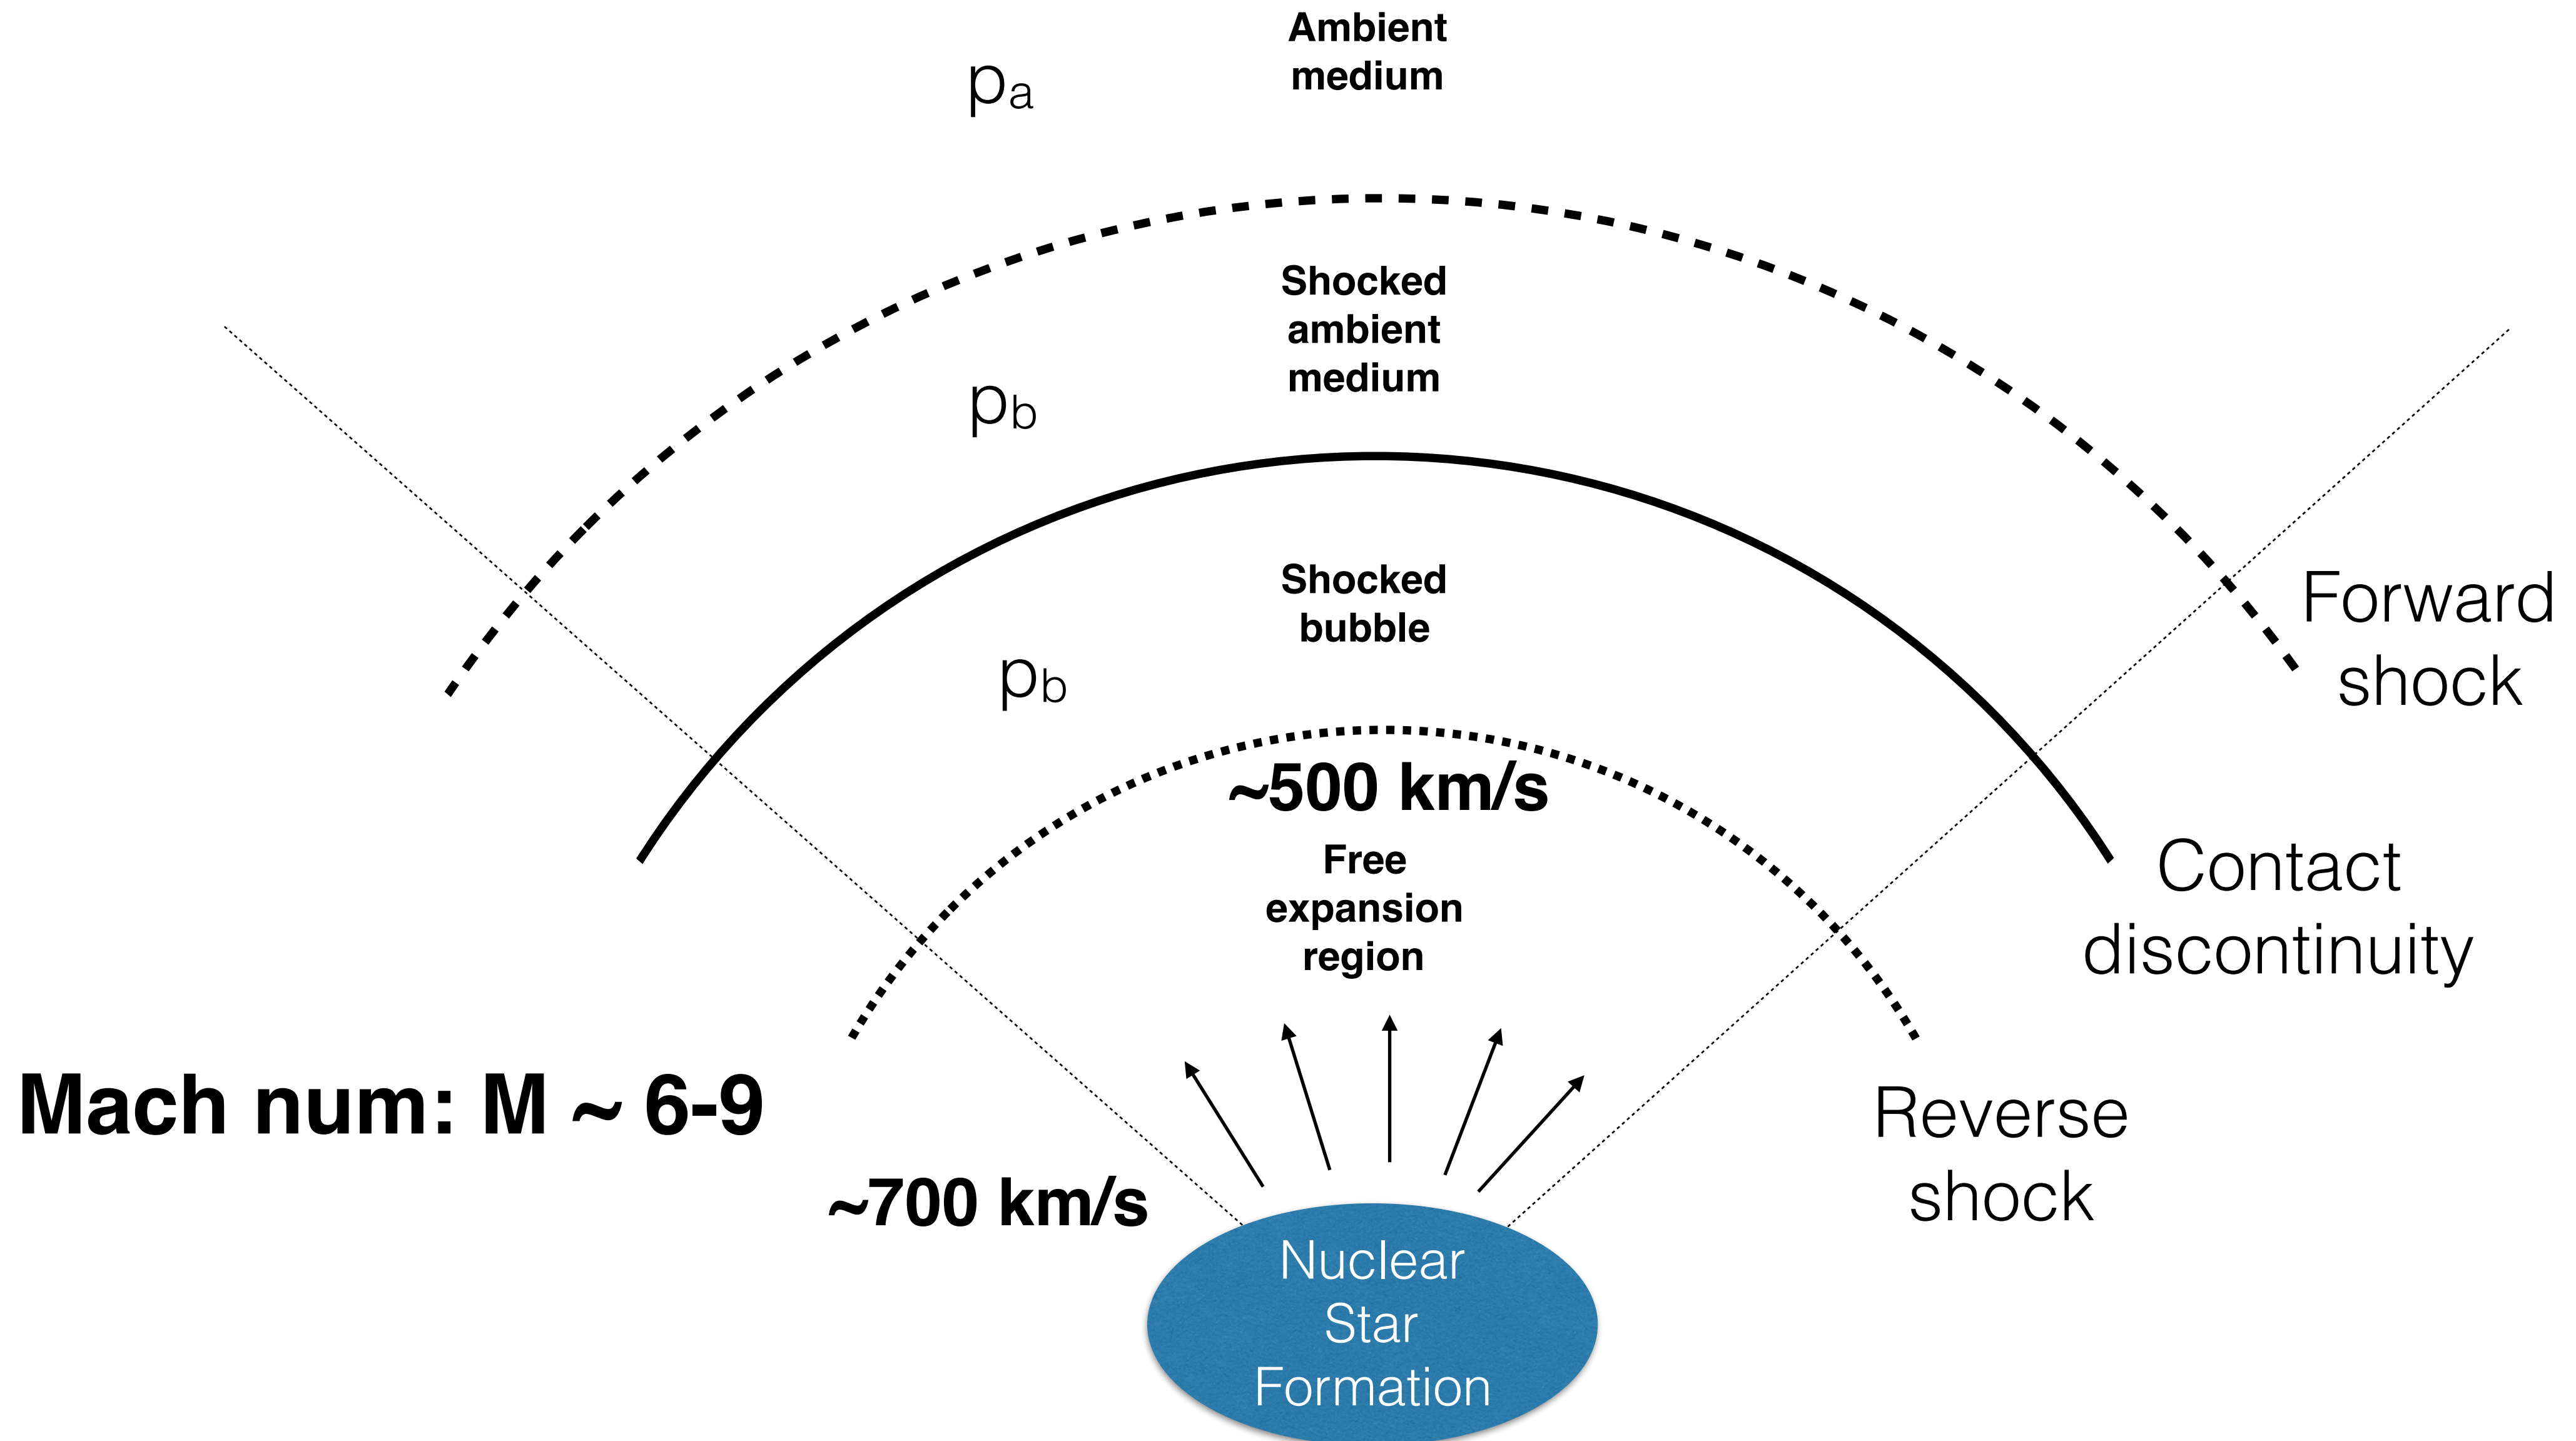 Ambient
medium
pa
Shocked
ambient
medium
pb
Shocked
bubble
pb
Forward
shock
~500 km/s
Free
expansion
region
Contact
discontinuity
Mach num: M ~ 6-9
Reverse
shock
~700 km/s
Nuclear
Star
Formation